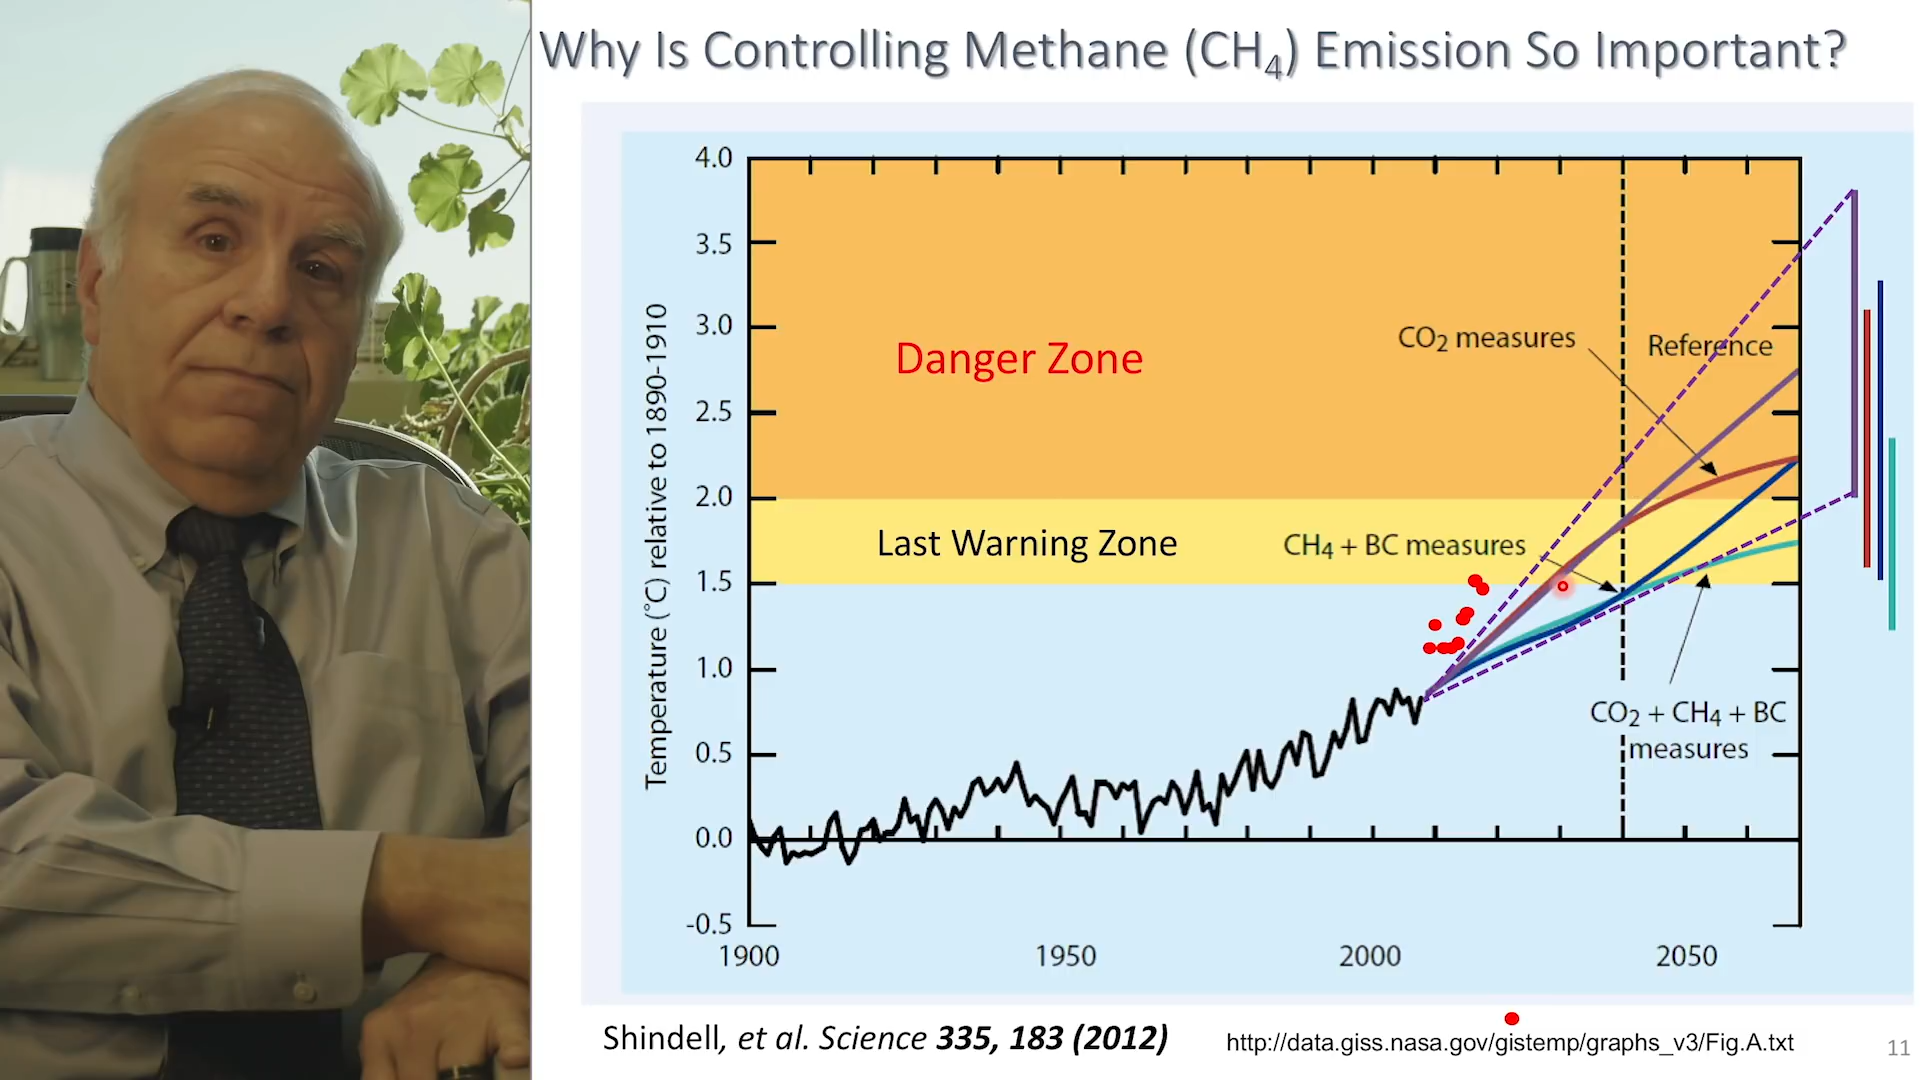 Why Is Controlling Methane (CH₄) Emission So Important?
4.0
3.5
3.0
2.5
2.0
1.5
1.0
0.5
0.0
-0.5
Temperature (˚C) relative to 1890-1910
Danger Zone
Last Warning Zone
CO₂ measures
Reference
CH₄ + BC measures
CO₂ + CH₄ + BC
measures
1900
1950
2000
2050
Shindell, et al. Science 335, 183 (2012)
http://data.giss.nasa.gov/gistemp/graphs_v3/Fig.A.txt
11